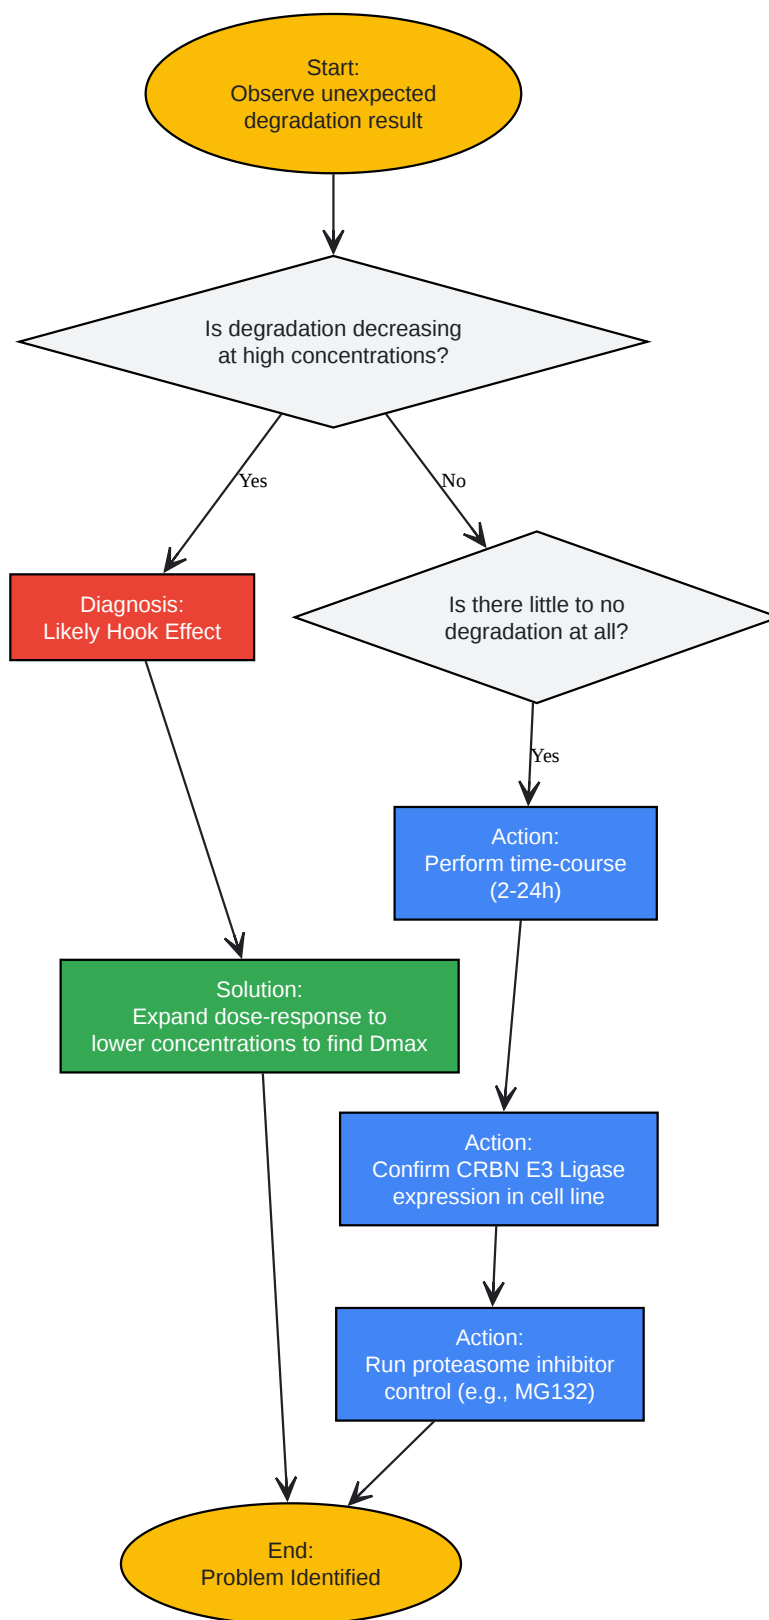 Start:
Observe unexpected
degradation result
Is degradation decreasing
at high concentrations?
Yes
No
Diagnosis:
Likely Hook Effect
Is there little to no
degradation at all?
Yes
Action:
Perform time-course
(2-24h)
Solution:
Expand dose-response to
lower concentrations to find Dmax
Action:
Confirm CRBN E3 Ligase
expression in cell line
Action:
Run proteasome inhibitor
control (e.g., MG132)
End:
Problem Identified